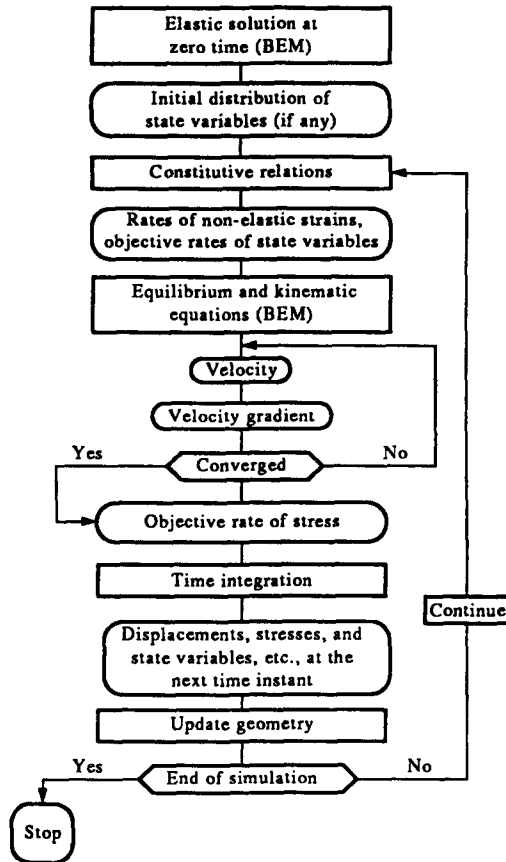 Elastic solution at
zero time (BEM)
Initial distribution of
state variables (if any)
Constitutive relations
Rates of non-elastic strains,
objective rates of state variables
Equilibrium and kinematic
equations (BEM)
Velocity
Velocity gradient
Yes
No
Converged
Objective rate of stress
Time integration
Continue
Displacements, stresses, and
state variables, etc., at the
next time instant
Update geometry
Yes
No
End of simulation
Stop